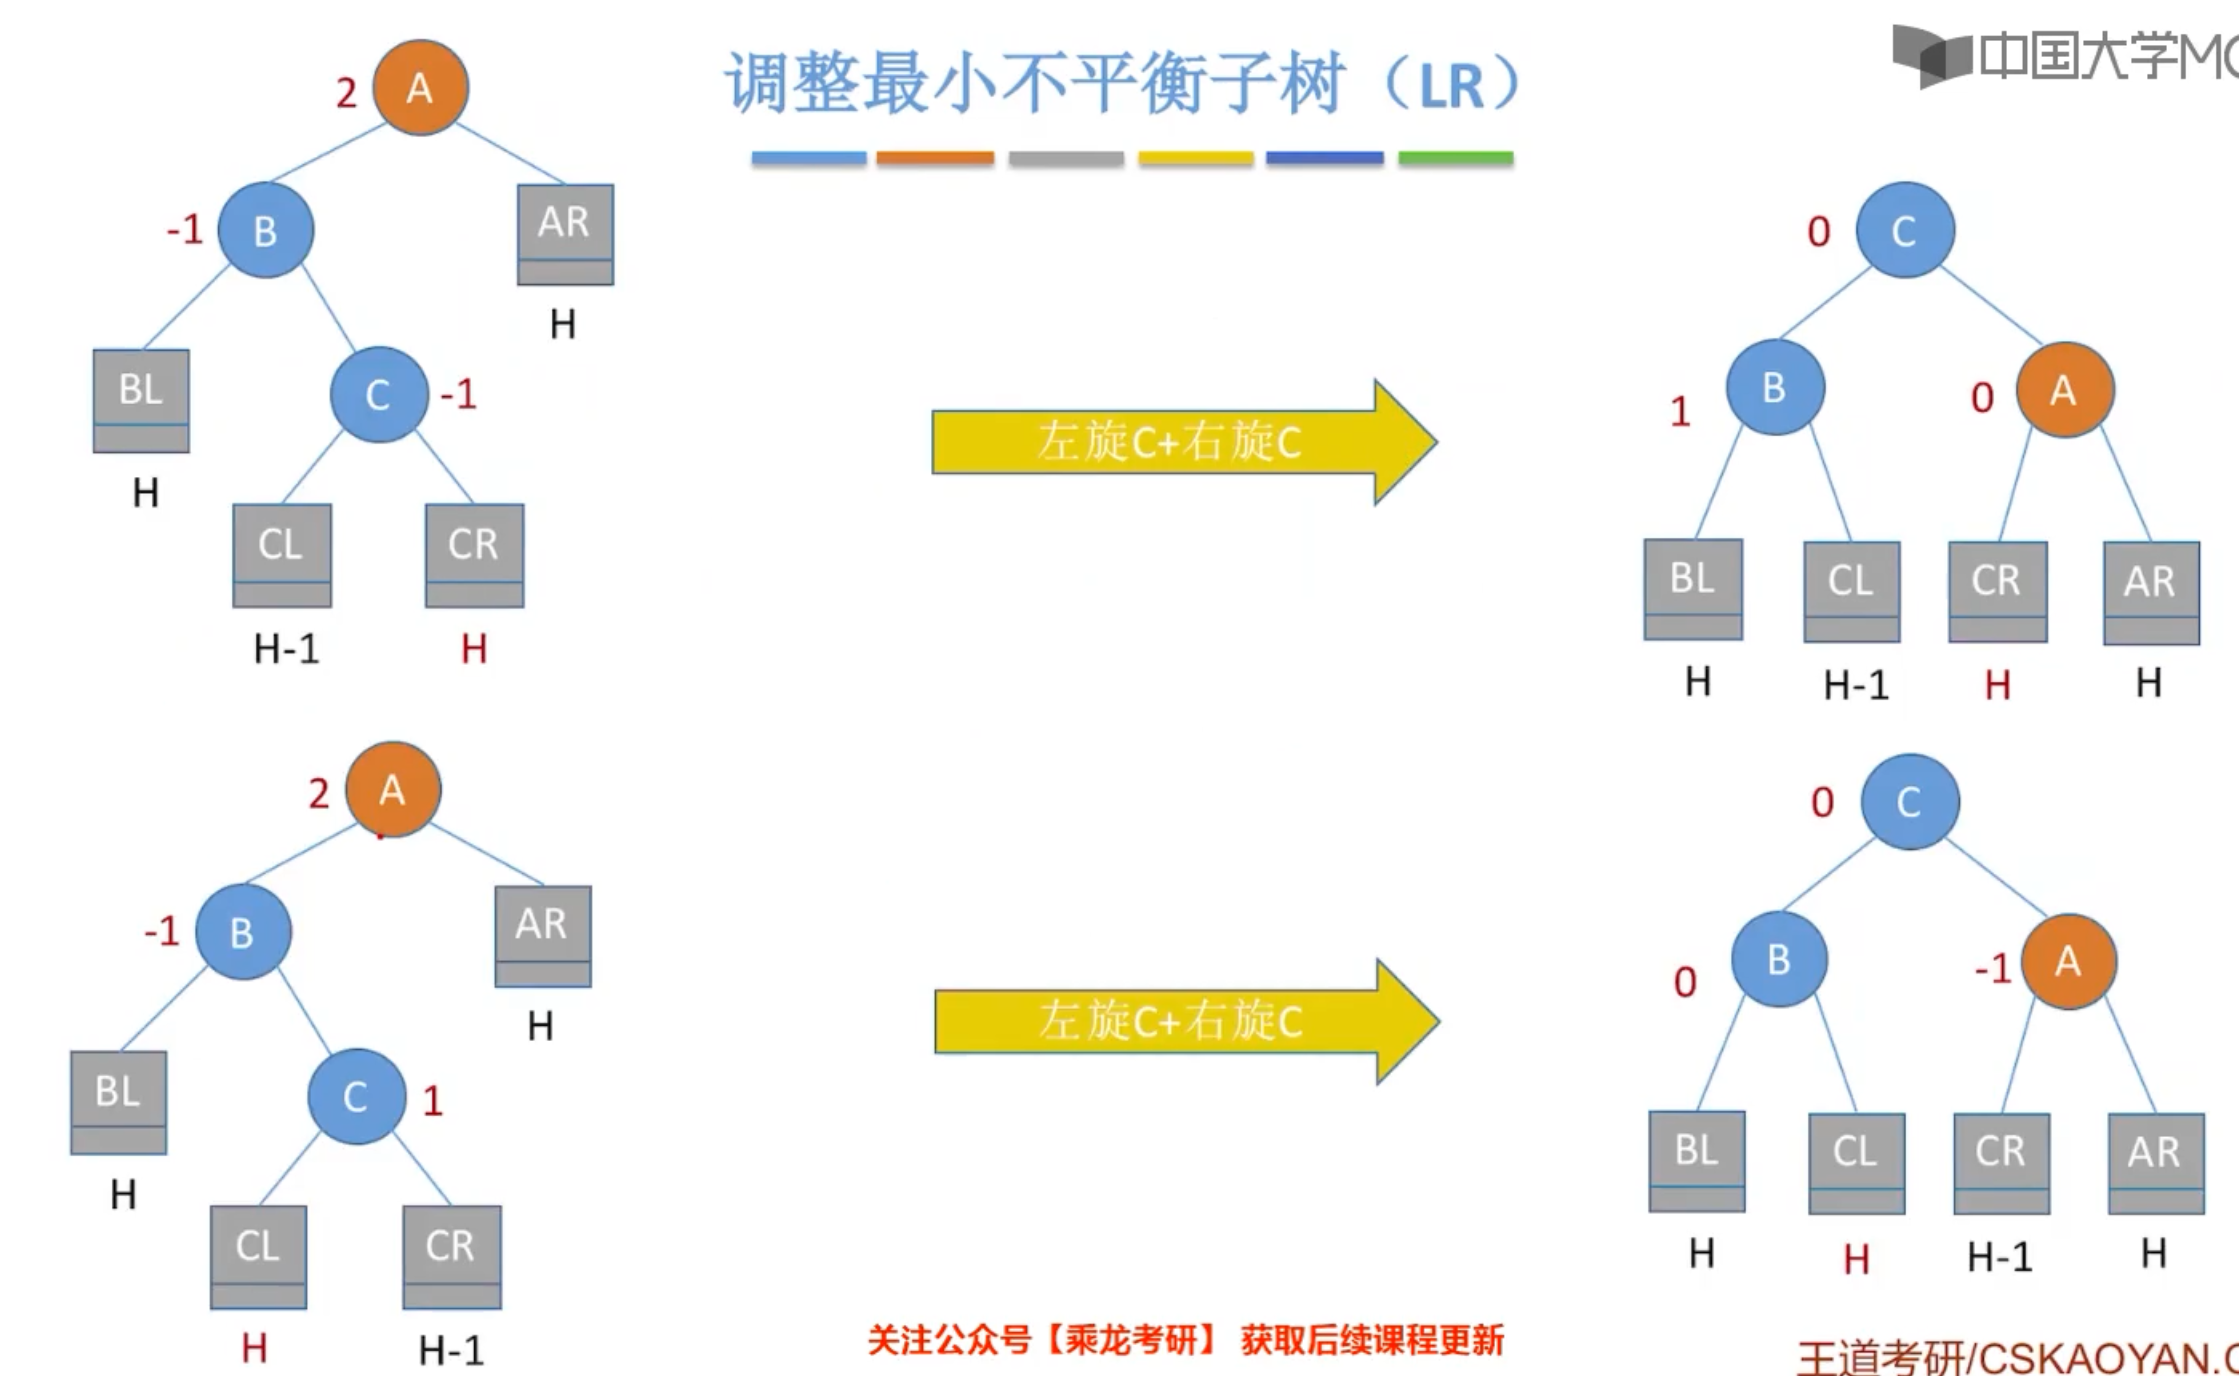 中国大学MO
调整最小不平衡子树（LR）
2 A
-1 B
AR
H
BL
H
C -1
CL
H-1
CR
H
左旋C+右旋C
0 C
1 B
0 A
BL CL CR AR
H H-1 H H
2 A
-1 B
AR
H
BL
H
C 1
CL
H
CR
H-1
左旋C+右旋C
0 C
0 B
-1 A
BL CL CR AR
H H H-1 H
关注公众号【乘龙考研】 获取后续课程更新
王道考研/CSKAOYAN.C